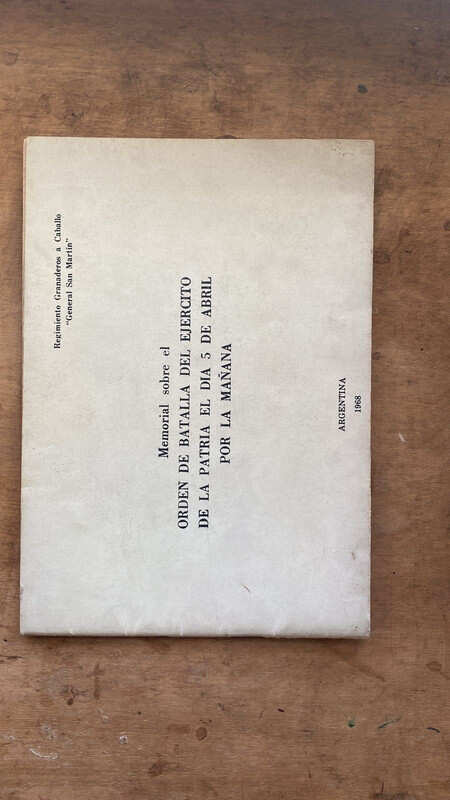 Regimiento Granaderos a Caballo
"General San Martín"
Memorial sobre el
ORDEN DE BATALLA DEL EJERCITO
DE LA PATRIA EL DIA 5 DE ABRIL
POR LA MAÑANA
ARGENTINA
1968